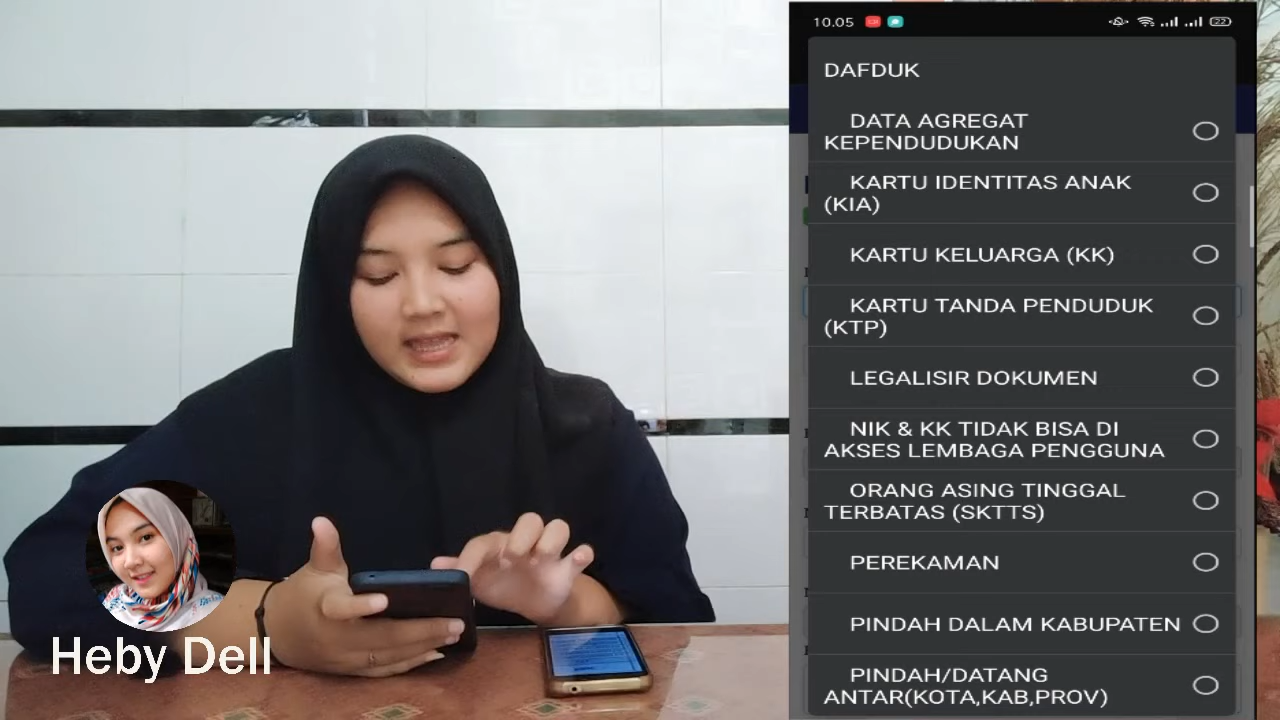 10.05
22
DAFDUK
DATA AGREGAT
KEPENDUDUKAN
KARTU IDENTITAS ANAK
(KIA)
KARTU KELUARGA (KK)
KARTU TANDA PENDUDUK
(KTP)
LEGALISIR DOKUMEN
NIK & KK TIDAK BISA DI
AKSES LEMBAGA PENGGUNA
ORANG ASING TINGGAL
TERBATAS (SKTTS)
PEREKAMAN
PINDAH DALAM KABUPATEN
PINDAH/DATANG
ANTAR(KOTA,KAB,PROV)
Heby Dell